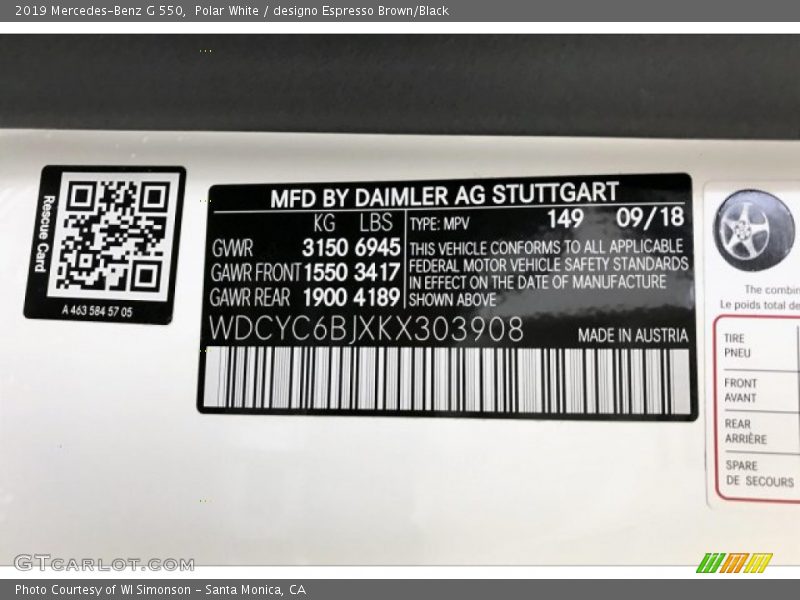 2019 Mercedes-Benz G 550,  Polar White / designo Espresso Brown/Black
Rescue Card
A 463 584 57 05
MFD BY DAIMLER AG STUTTGART
KG LBS
GVWR 3150 6945
GAWR FRONT 1550 3417
GAWR REAR 1900 4189
TYPE: MPV 149 09/18
THIS VEHICLE CONFORMS TO ALL APPLICABLE
FEDERAL MOTOR VEHICLE SAFETY STANDARDS
IN EFFECT ON THE DATE OF MANUFACTURE
SHOWN ABOVE
WDCYC6BJXKX303908
MADE IN AUSTRIA
The combin
Le poids total de
TIRE
PNEU
FRONT
AVANT
REAR
ARRIÈRE
SPARE
DE SECOURS
GTCARLOT.COM
Photo Courtesy of WI Simonson - Santa Monica, CA